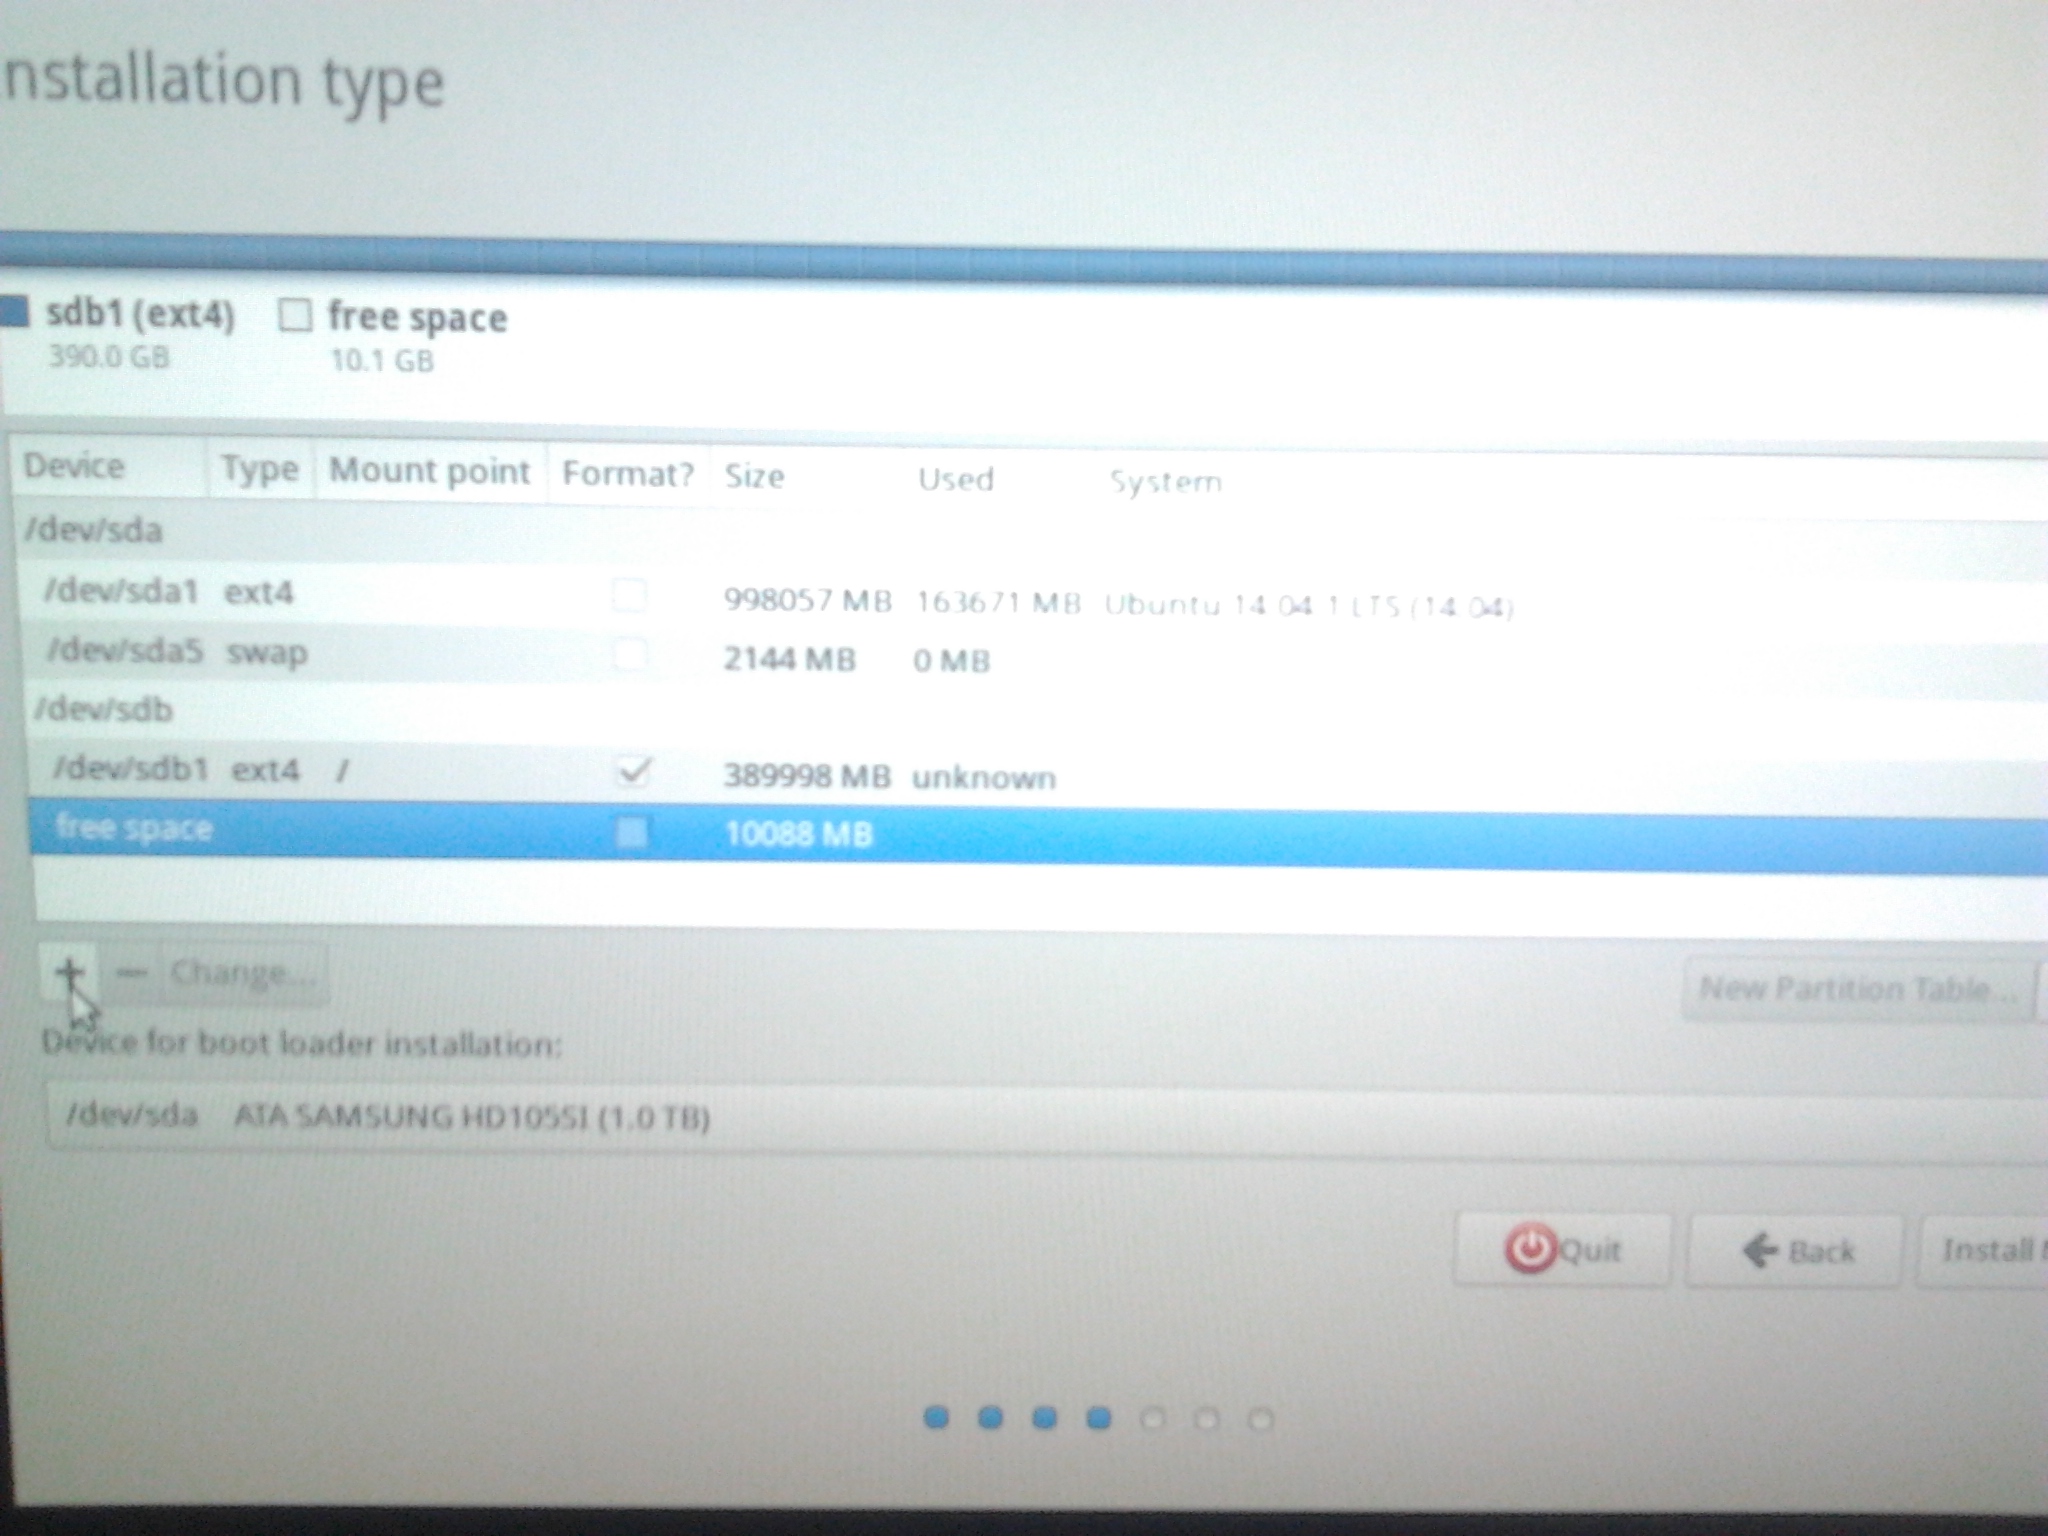 nstallation type
sdb1 (ext4) free space
390.0 GB 10.1 GB
Device Type Mount point Format? Size Used System
/dev/sda
/dev/sda1 ext4 998057 MB 163671 MB Ubuntu 14.04.1 LTS (14.04)
/dev/sda5 swap 2144 MB 0 MB
/dev/sdb
/dev/sdb1 ext4 / 389998 MB unknown
free space 10088 MB
+ − Change... New Partition Table...
Device for boot loader installation:
/dev/sda ATA SAMSUNG HD105SI (1.0 TB)
Quit Back Install